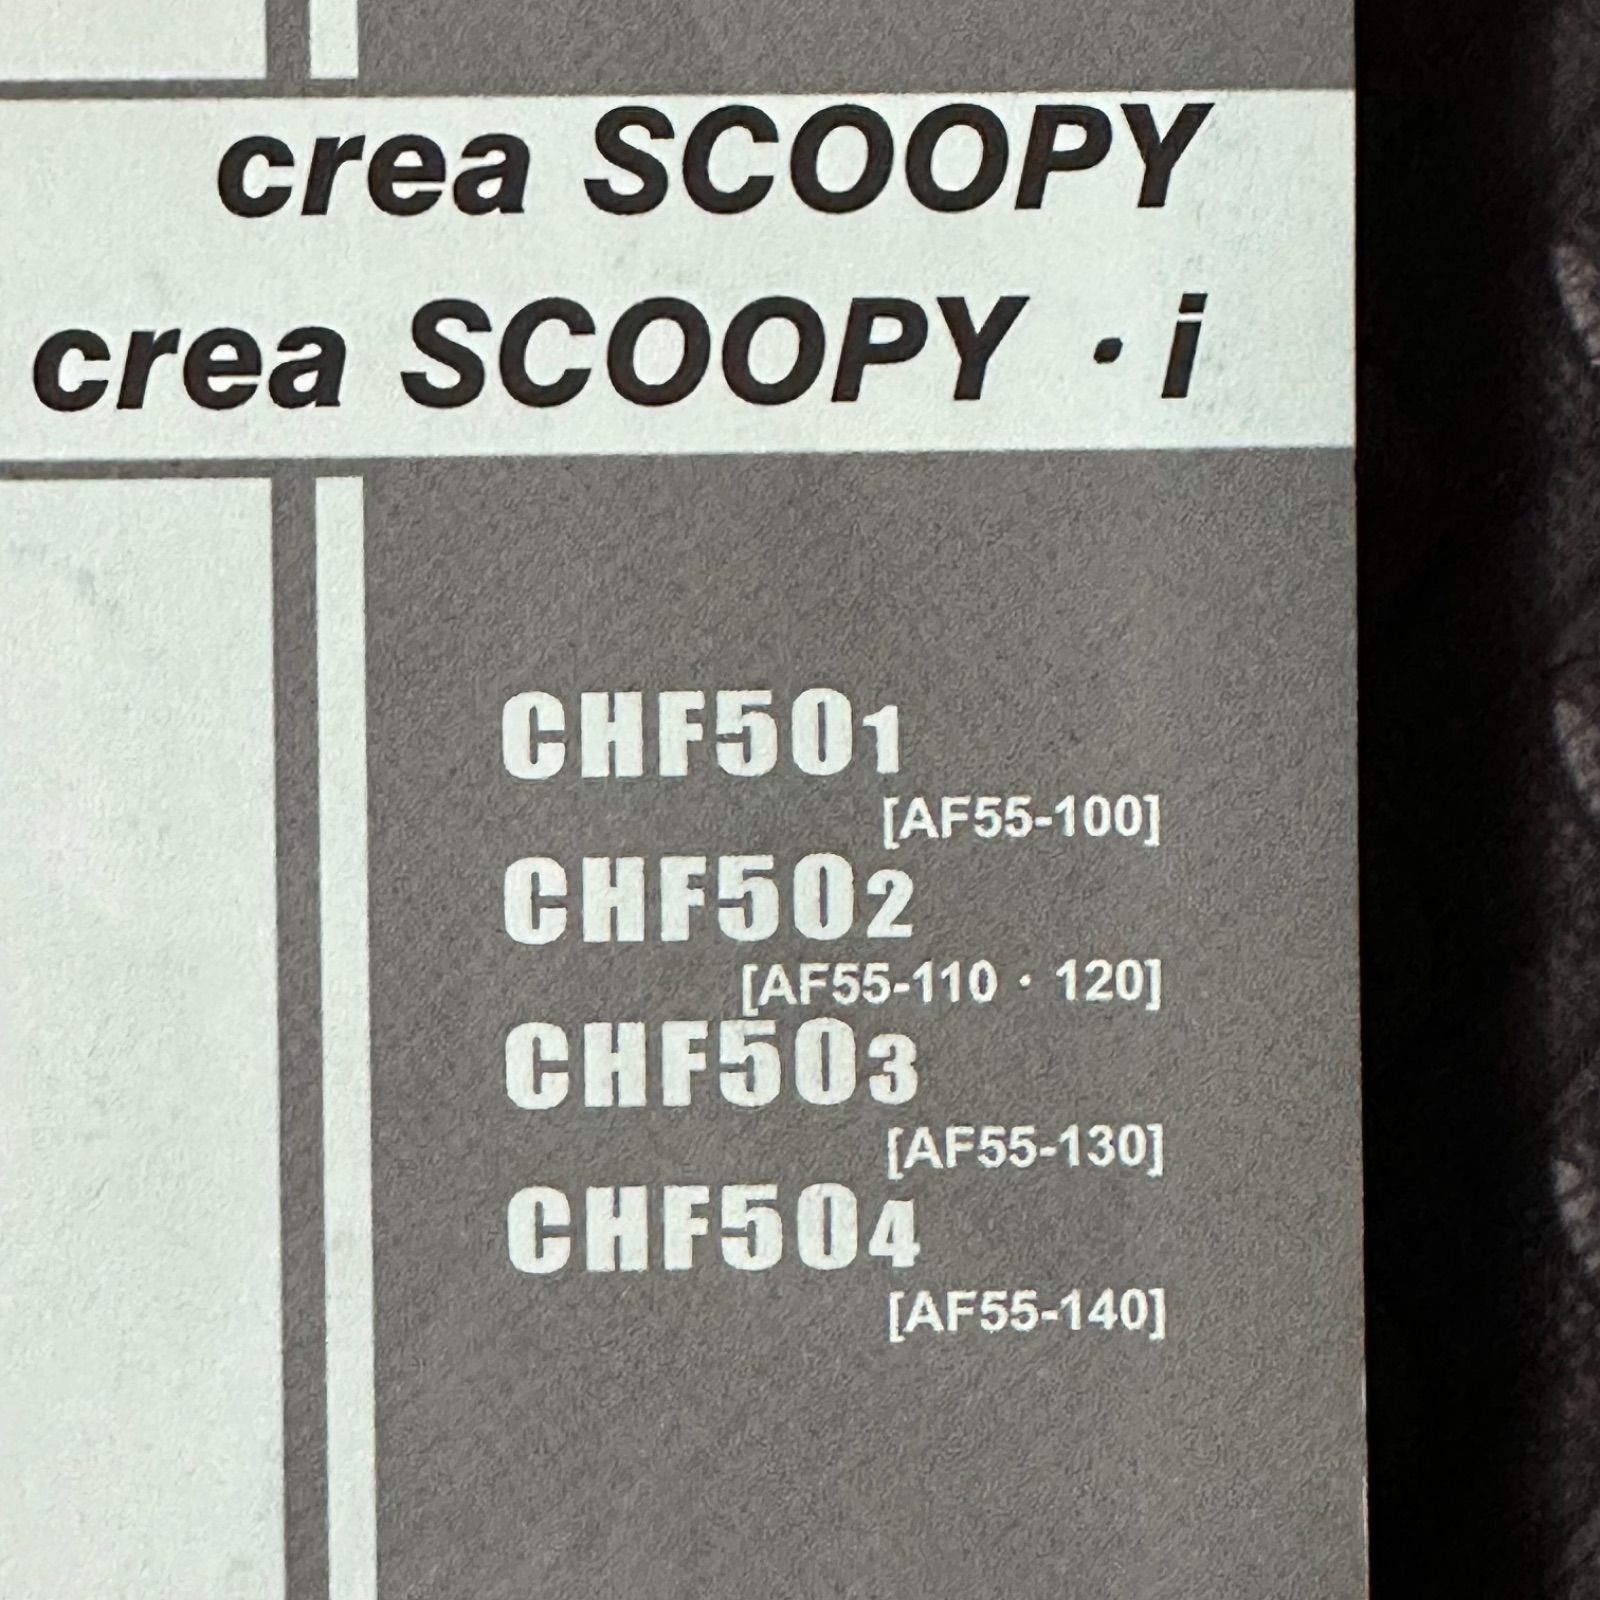 crea SCOOPY
crea SCOOPY・i
CHF501
[AF55-100]
CHF502
[AF55-110・120]
CHF503
[AF55-130]
CHF504
[AF55-140]